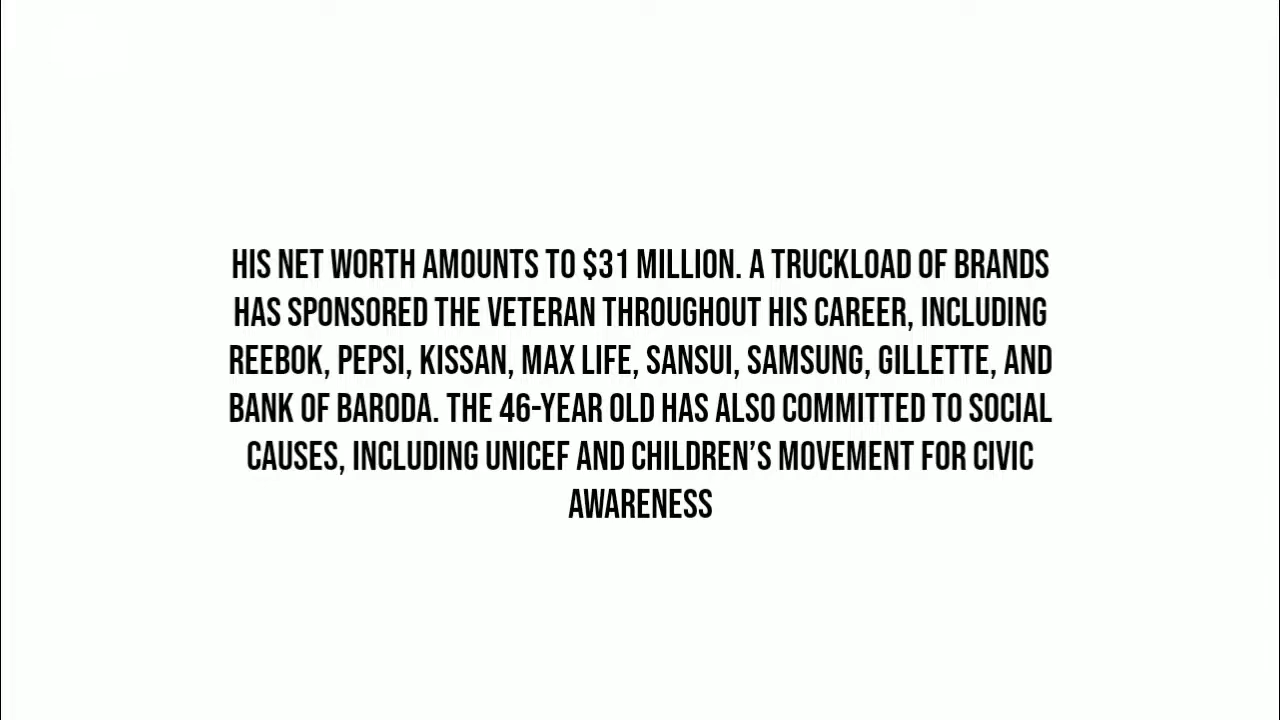 HIS NET WORTH AMOUNTS TO $31 MILLION. A TRUCKLOAD OF BRANDS
HAS SPONSORED THE VETERAN THROUGHOUT HIS CAREER, INCLUDING
REEBOK, PEPSI, KISSAN, MAX LIFE, SANSUI, SAMSUNG, GILLETTE, AND
BANK OF BARODA. THE 46-YEAR OLD HAS ALSO COMMITTED TO SOCIAL
CAUSES, INCLUDING UNICEF AND CHILDREN’S MOVEMENT FOR CIVIC
AWARENESS